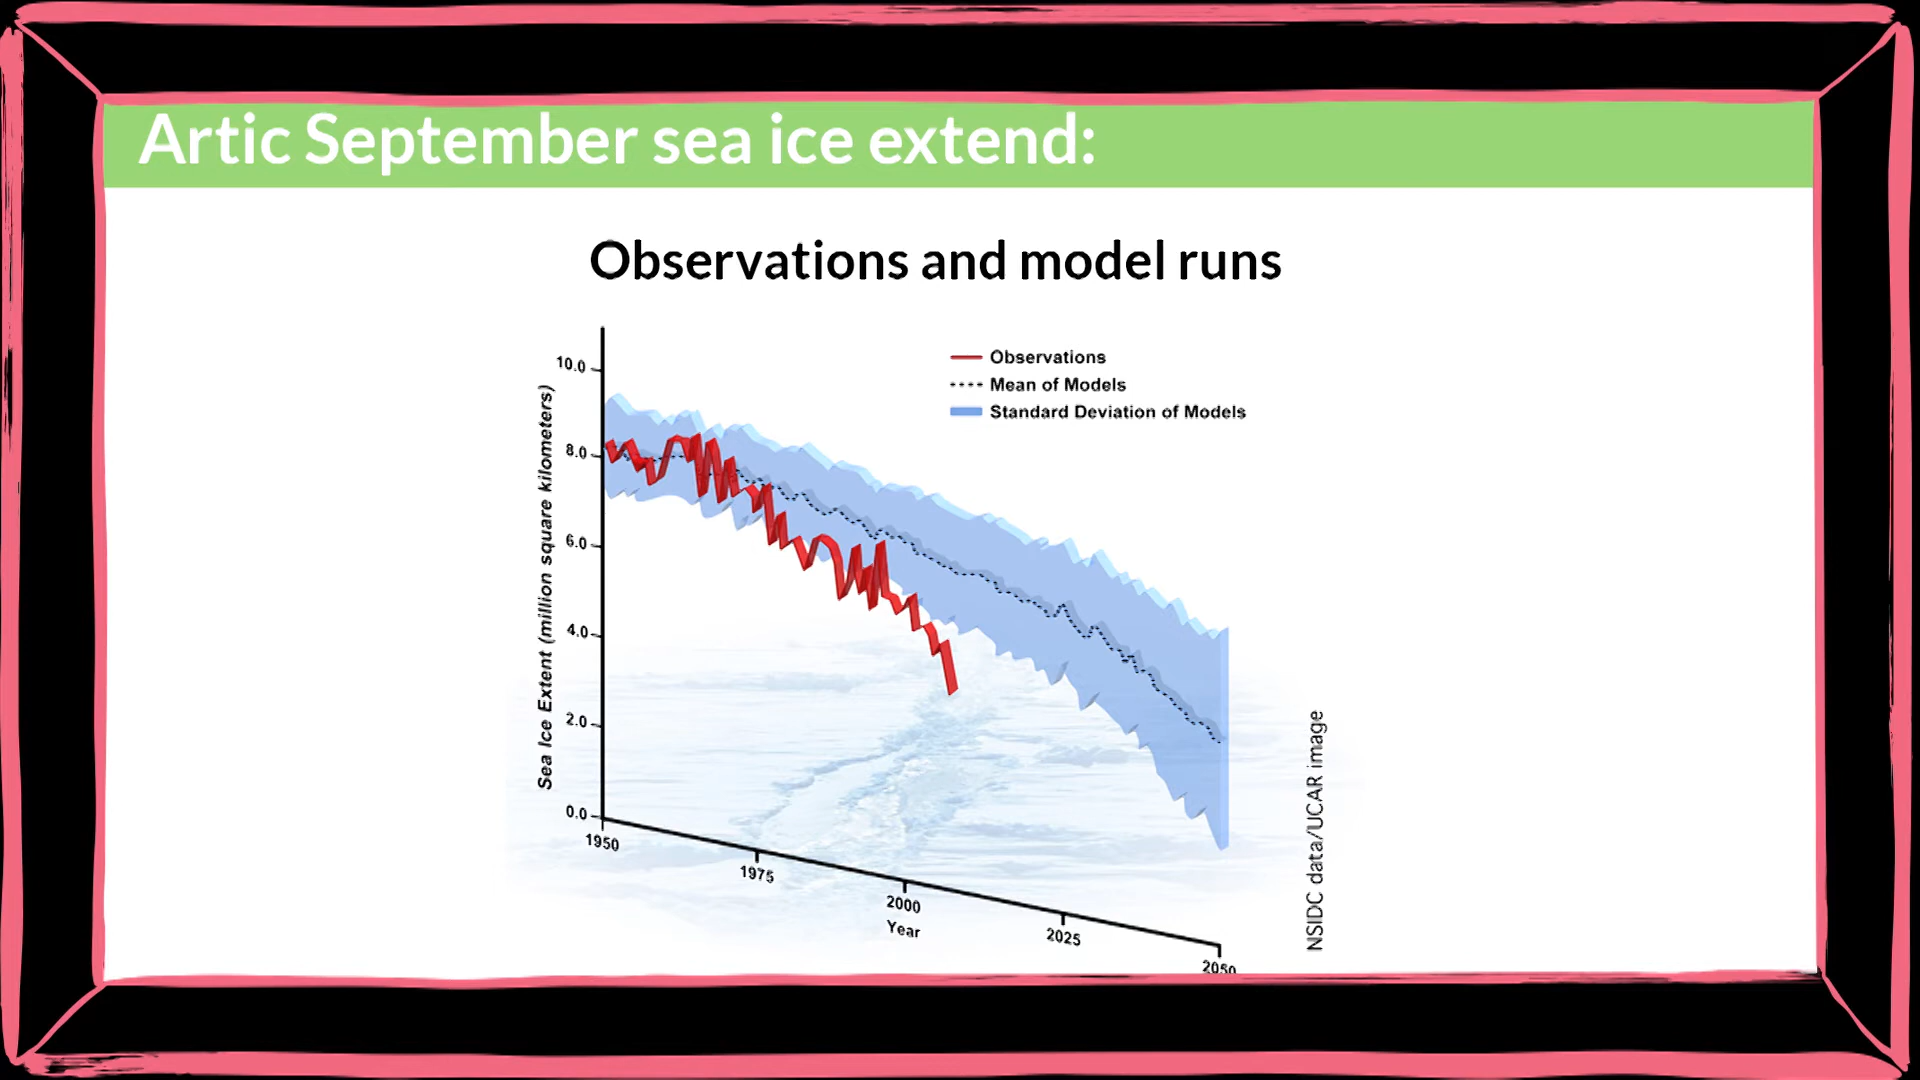 Artic September sea ice extend:
Observations and model runs
Observations
Mean of Models
Standard Deviation of Models
Sea Ice Extent (million square kilometers)
10.0
8.0
6.0
4.0
2.0
0.0
1950
1975
2000
2025
2050
Year
NSIDC data/UCAR image